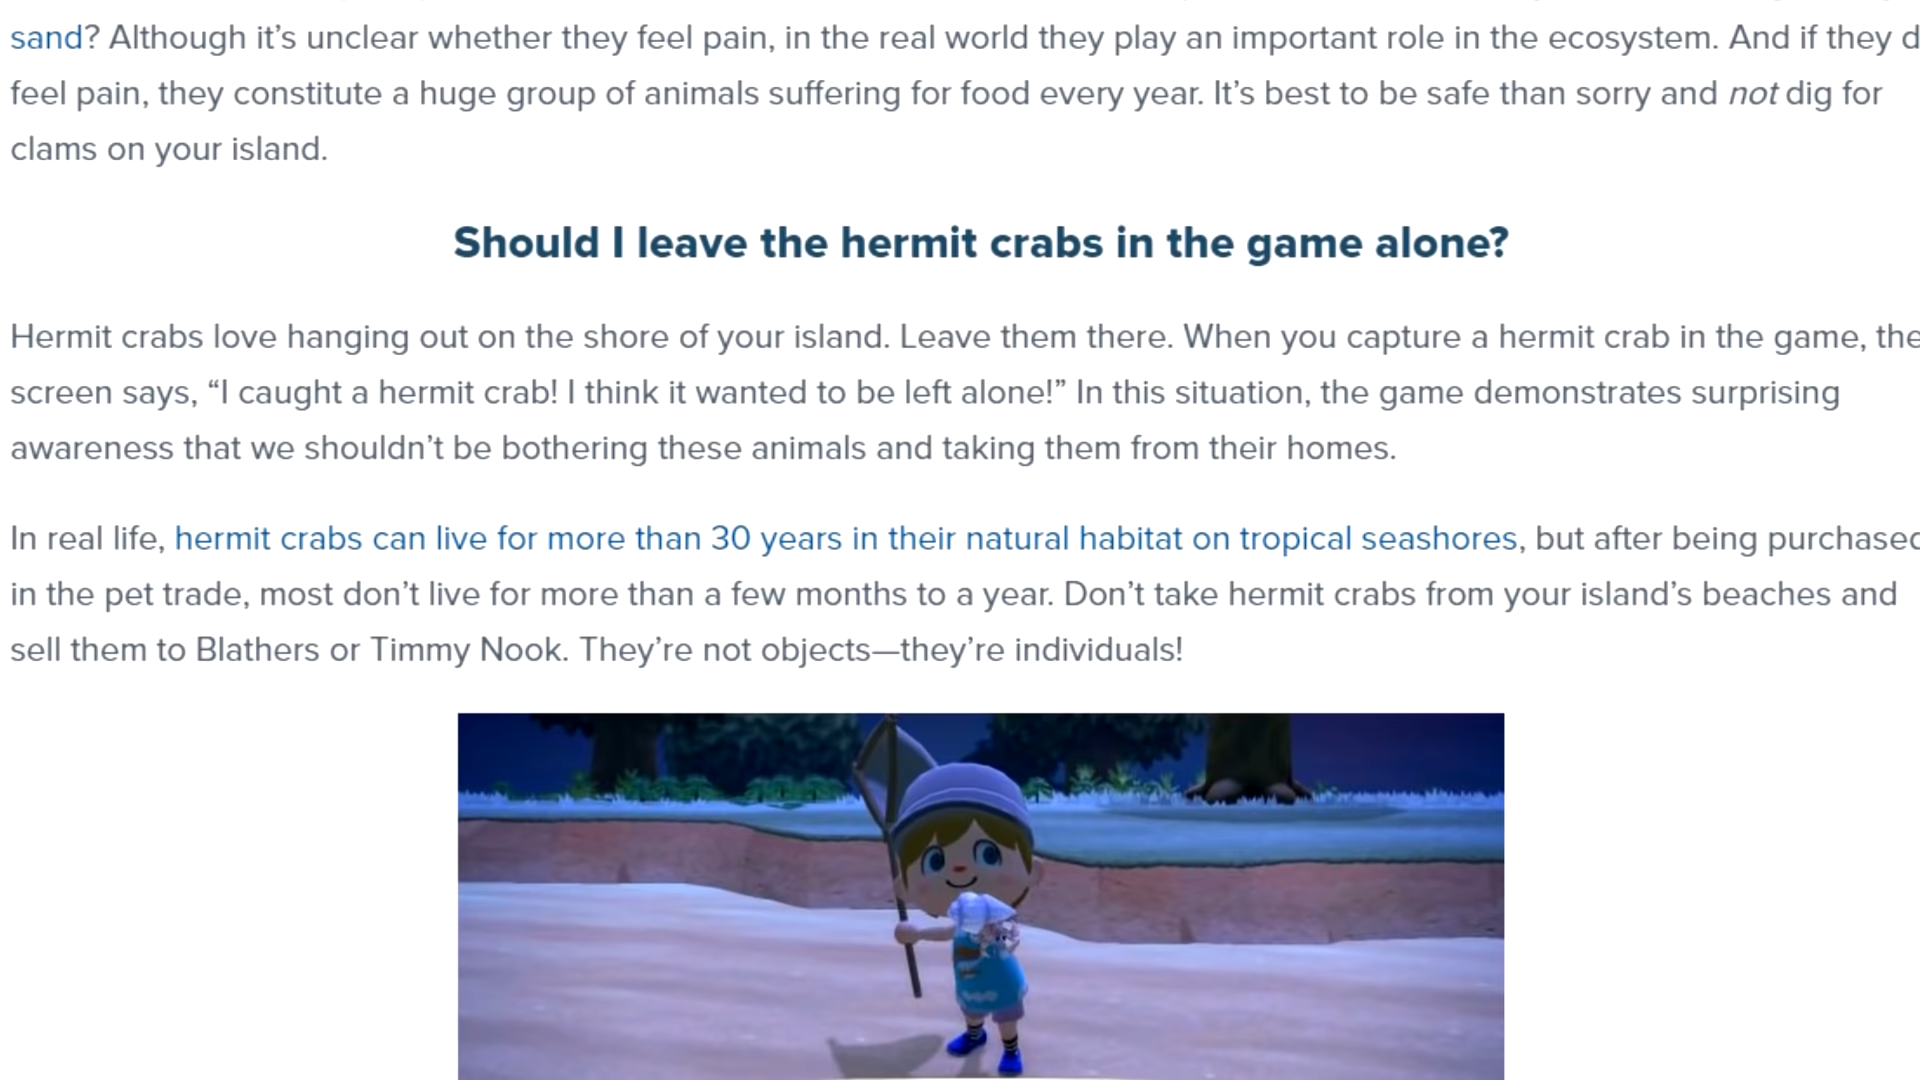 sand? Although it’s unclear whether they feel pain, in the real world they play an important role in the ecosystem. And if they d
feel pain, they constitute a huge group of animals suffering for food every year. It’s best to be safe than sorry and not dig for
clams on your island.
Should I leave the hermit crabs in the game alone?
Hermit crabs love hanging out on the shore of your island. Leave them there. When you capture a hermit crab in the game, the
screen says, “I caught a hermit crab! I think it wanted to be left alone!” In this situation, the game demonstrates surprising
awareness that we shouldn’t be bothering these animals and taking them from their homes.
In real life, hermit crabs can live for more than 30 years in their natural habitat on tropical seashores, but after being purchased
in the pet trade, most don’t live for more than a few months to a year. Don’t take hermit crabs from your island’s beaches and
sell them to Blathers or Timmy Nook. They’re not objects—they’re individuals!